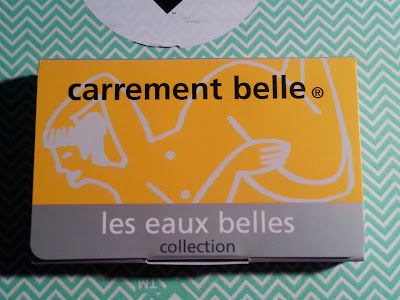 carrement belle®
les eaux belles
collection